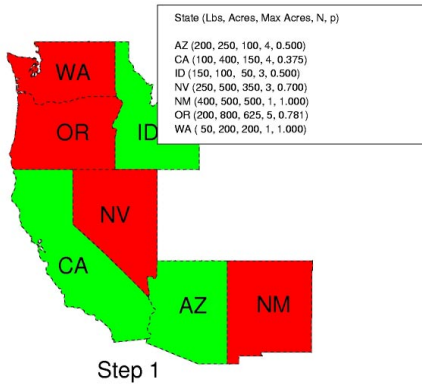 State (Lbs, Acres, Max Acres, N, p)
AZ (200, 250, 100, 4, 0.500)
CA (100, 400, 150, 4, 0.375)
ID (150, 100,  50, 3, 0.500)
NV (250, 500, 350, 3, 0.700)
NM (400, 500, 500, 1, 1.000)
OR (200, 800, 625, 5, 0.781)
WA ( 50, 200, 200, 1, 1.000)
WA
OR
ID
NV
CA
AZ
NM
Step 1